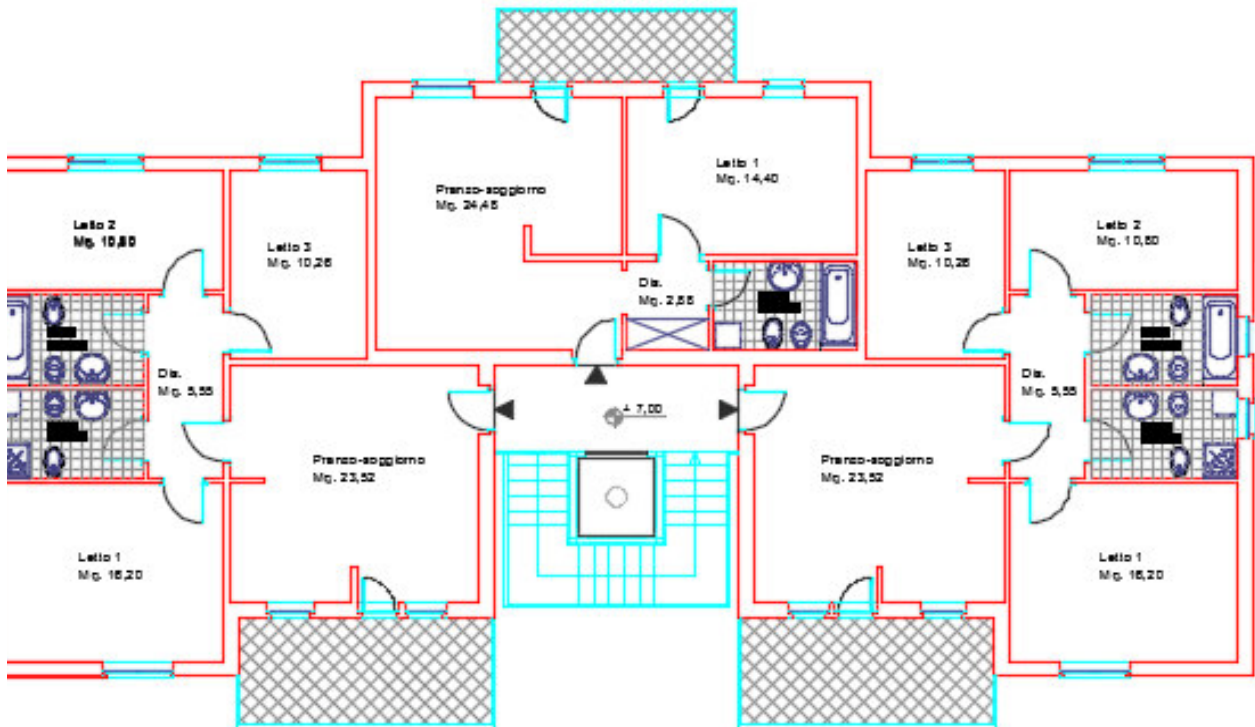 Letto 1
Mq. 14,40
Pranzo-soggiorno
Mq. 24,48
Letto 2
Mq. 10,80
Letto 3
Mq. 10,26
Letto 3
Mq. 10,26
Letto 2
Mq. 10,80
Dis.
Mq. 2,88
Dis.
Mq. 5,55
Dis.
Mq. 5,55
+ 7,00
Pranzo-soggiorno
Mq. 23,52
Pranzo-soggiorno
Mq. 23,52
Letto 1
Mq. 16,20
Letto 1
Mq. 16,20